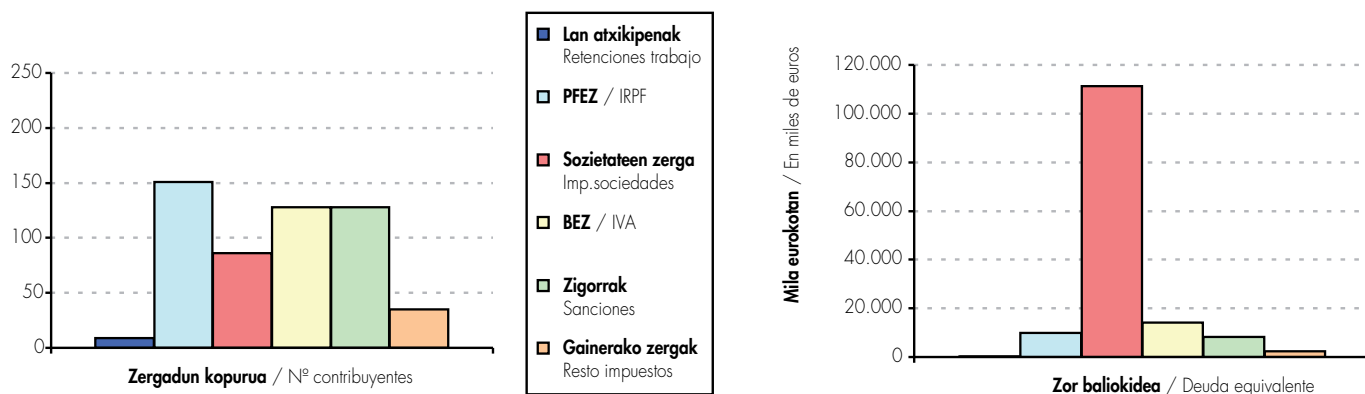 250
200
150
100
50
0
Zergadun kopurua / Nº contribuyentes
Lan atxikipenak
Retenciones trabajo
PFEZ / IRPF
Sozietateen zerga
Imp.sociedades
BEZ / IVA
Zigorrak
Sanciones
Gainerako zergak
Resto impuestos
Mila eurokotan / En miles de euros
120.000
100.000
80.000
60.000
40.000
20.000
0
Zor baliokidea / Deuda equivalente